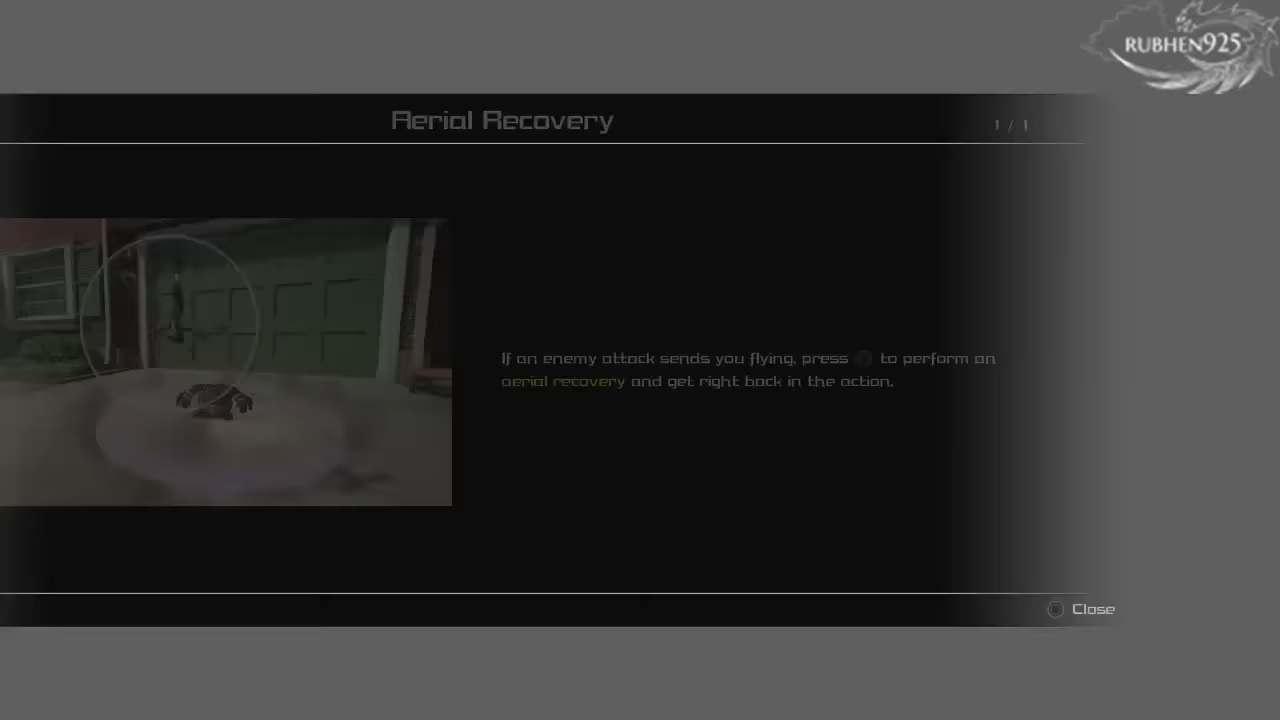 RUBHEN925
Aerial Recovery
1 / 1
If an enemy attack sends you flying, press to perform an
aerial recovery and get right back in the action.
Close